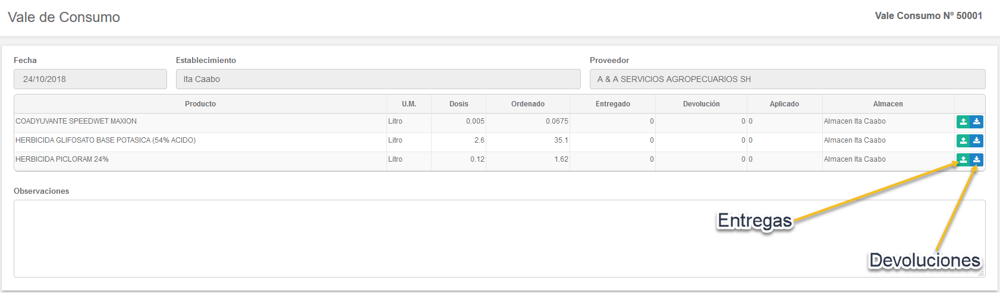 Vale de Consumo
Vale Consumo Nº 50001
Fecha Establecimiento Proveedor
24/10/2018 Ita Caabo A & A SERVICIOS AGROPECUARIOS SH
Producto U.M. Dosis Ordenado Entregado Devolución Aplicado Almacen
COADYUVANTE SPEEDWET MAXION Litro 0.005 0.0675 0 0 0 Almacen Ita Caabo
HERBICIDA GLIFOSATO BASE POTASICA (54% ACIDO) Litro 2.6 35.1 0 0 0 Almacen Ita Caabo
HERBICIDA PICLORAM 24% Litro 0.12 1.62 0 0 0 Almacen Ita Caabo
Observaciones
Entregas
Devoluciones